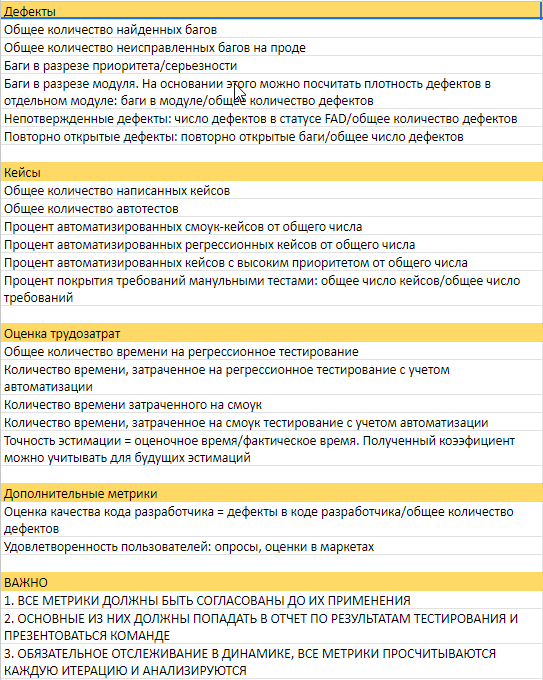 Дефекты
Общее количество найденных багов
Общее количество неисправленных багов на проде
Баги в разрезе приоритета/серьезности
Баги в разрезе модуля. На основании этого можно посчитать плотность дефектов в
отдельном модуле: баги в модуле/общее количество дефектов
Непотвержденные дефекты: число дефектов в статусе FAD/общее количество дефектов
Повторно открытые дефекты: повторно открытые баги/общее число дефектов
Кейсы
Общее количество написанных кейсов
Общее количество автотестов
Процент автоматизированных смоук-кейсов от общего числа
Процент автоматизированных регрессионных кейсов от общего числа
Процент автоматизированных кейсов с высоким приоритетом от общего числа
Процент покрытия требований манульными тестами: общее число кейсов/общее число
требований
Оценка трудозатрат
Общее количество времени на регрессионное тестирование
Количество времени, затраченное на регрессионное тестирование с учетом
автоматизации
Количество времени затраченного на смоук
Количество времени, затраченное на смоук тестирование с учетом автоматизации
Точность эстимации = оценочное время/фактическое время. Полученный коээфициент
можно учитывать для будущих эстимаций
Дополнительные метрики
Оценка качества кода разработчика = дефекты в коде разработчика/общее количество
дефектов
Удовлетворенность пользователей: опросы, оценки в маркетах
ВАЖНО
1. ВСЕ МЕТРИКИ ДОЛЖНЫ БЫТЬ СОГЛАСОВАНЫ ДО ИХ ПРИМЕНЕНИЯ
2. ОСНОВНЫЕ ИЗ НИХ ДОЛЖНЫ ПОПАДАТЬ В ОТЧЕТ ПО РЕЗУЛЬТАТАМ ТЕСТИРОВАНИЯ И
ПРЕЗЕНТОВАТЬСЯ КОМАНДЕ
3. ОБЯЗАТЕЛЬНОЕ ОТСЛЕЖИВАНИЕ В ДИНАМИКЕ, ВСЕ МЕТРИКИ ПРОСЧИТЫВАЮТСЯ
КАЖДУЮ ИТЕРАЦИЮ И АНАЛИЗИРУЮТСЯ